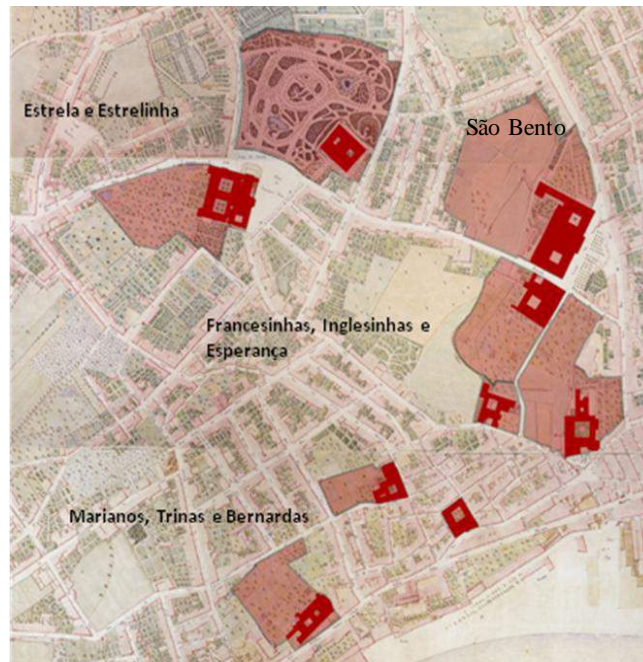 Estrela e Estrelinha
São Bento
Francesinhas, Inglesinhas e
Esperança
Marianos, Trinas e Bernardas